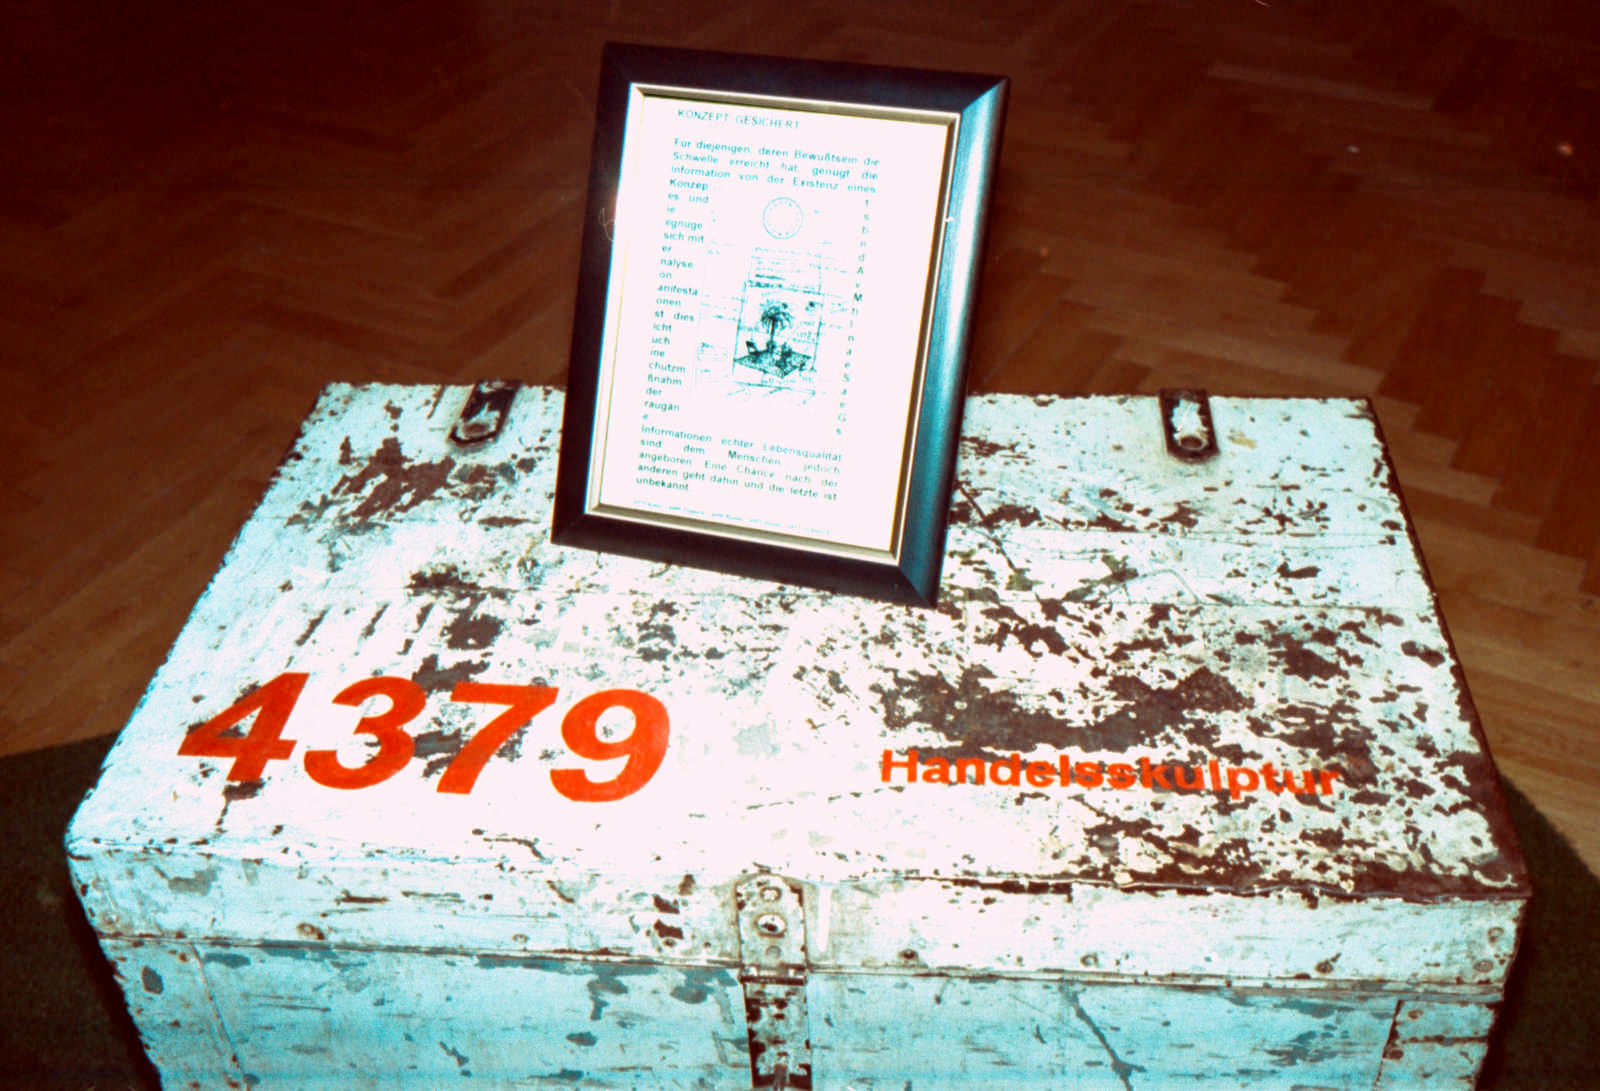 KONZEPT GESICHERT
Für diejenigen, deren Bewußtsein die
Schwelle erreicht hat, genügt die
Information von der Existenz eines
Konzep t
es und s
ie b
egnüge n
sich mit d
er A
nalyse v
on M
anifesta ti
onen I
st dies n
icht a
uch e
ine S
chutzm a
ßnahm e
der G
raugän s
e
Informationen echter Lebensqualität
sind dem Menschen jedoch
angeboren. Eine Chance nach der
anderen geht dahin und die letzte ist
unbekannt.
4379
Handelsskulptur